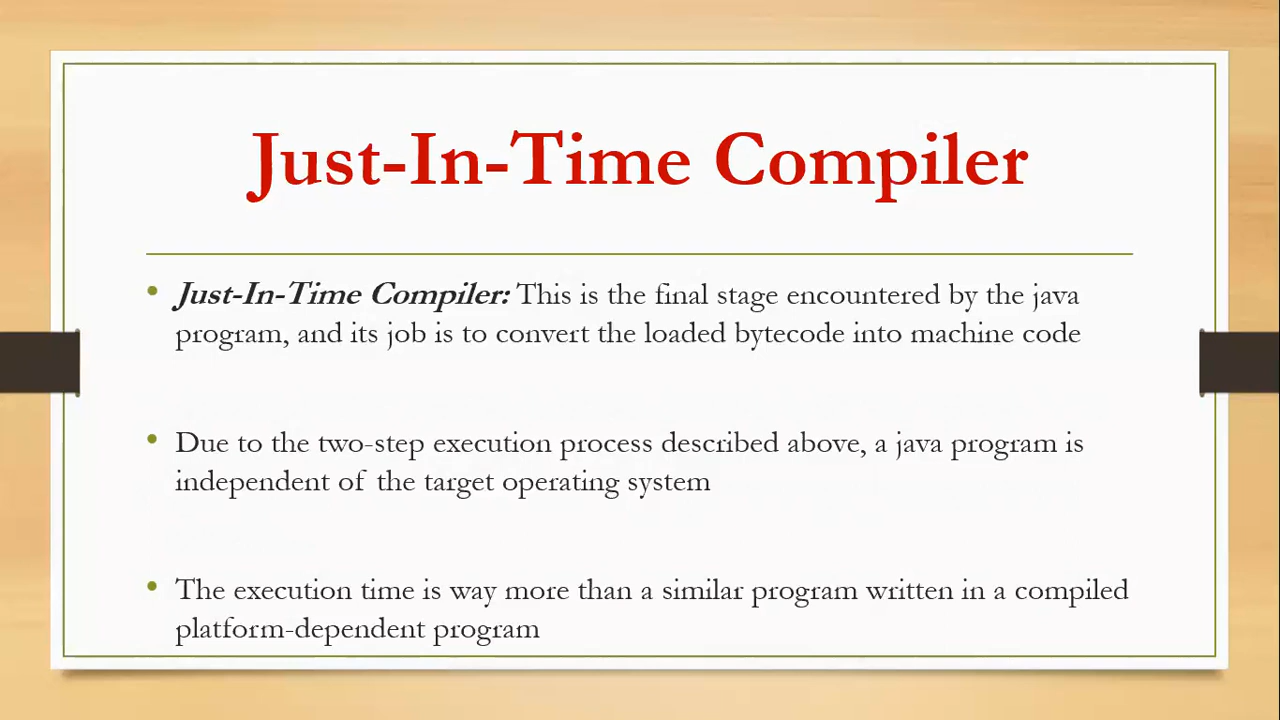 Just-In-Time Compiler
• Just-In-Time Compiler: This is the final stage encountered by the java
program, and its job is to convert the loaded bytecode into machine code
• Due to the two-step execution process described above, a java program is
independent of the target operating system
• The execution time is way more than a similar program written in a compiled
platform-dependent program